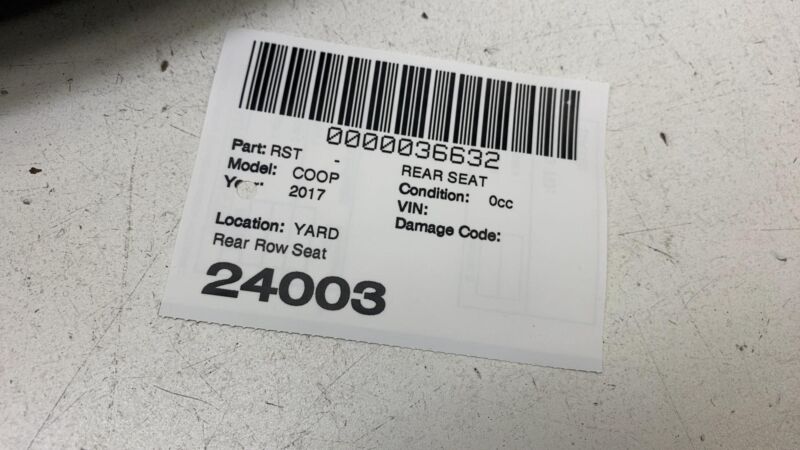 0000036632
Part: RST - REAR SEAT
Model: COOP Condition: 0cc
Year: 2017 VIN:
Damage Code:
Location: YARD
Rear Row Seat
24003